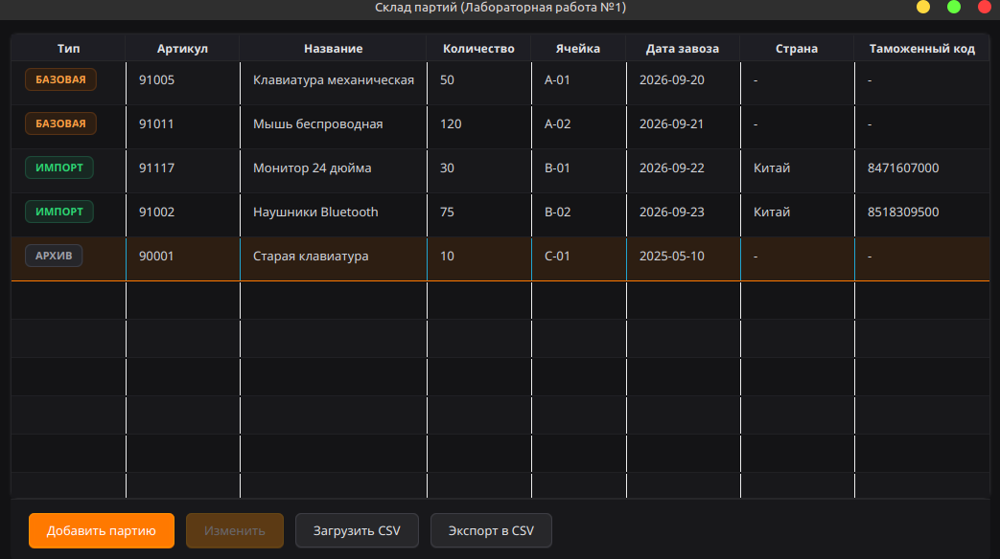 Склад партий (Лабораторная работа №1)
Тип Артикул Название Количество Ячейка Дата завоза Страна Таможенный код
БАЗОВАЯ 91005 Клавиатура механическая 50 A-01 2026-09-20 - -
БАЗОВАЯ 91011 Мышь беспроводная 120 A-02 2026-09-21 - -
ИМПОРТ 91117 Монитор 24 дюйма 30 B-01 2026-09-22 Китай 8471607000
ИМПОРТ 91002 Наушники Bluetooth 75 B-02 2026-09-23 Китай 8518309500
АРХИВ 90001 Старая клавиатура 10 C-01 2025-05-10 - -
Добавить партию Изменить Загрузить CSV Экспорт в CSV